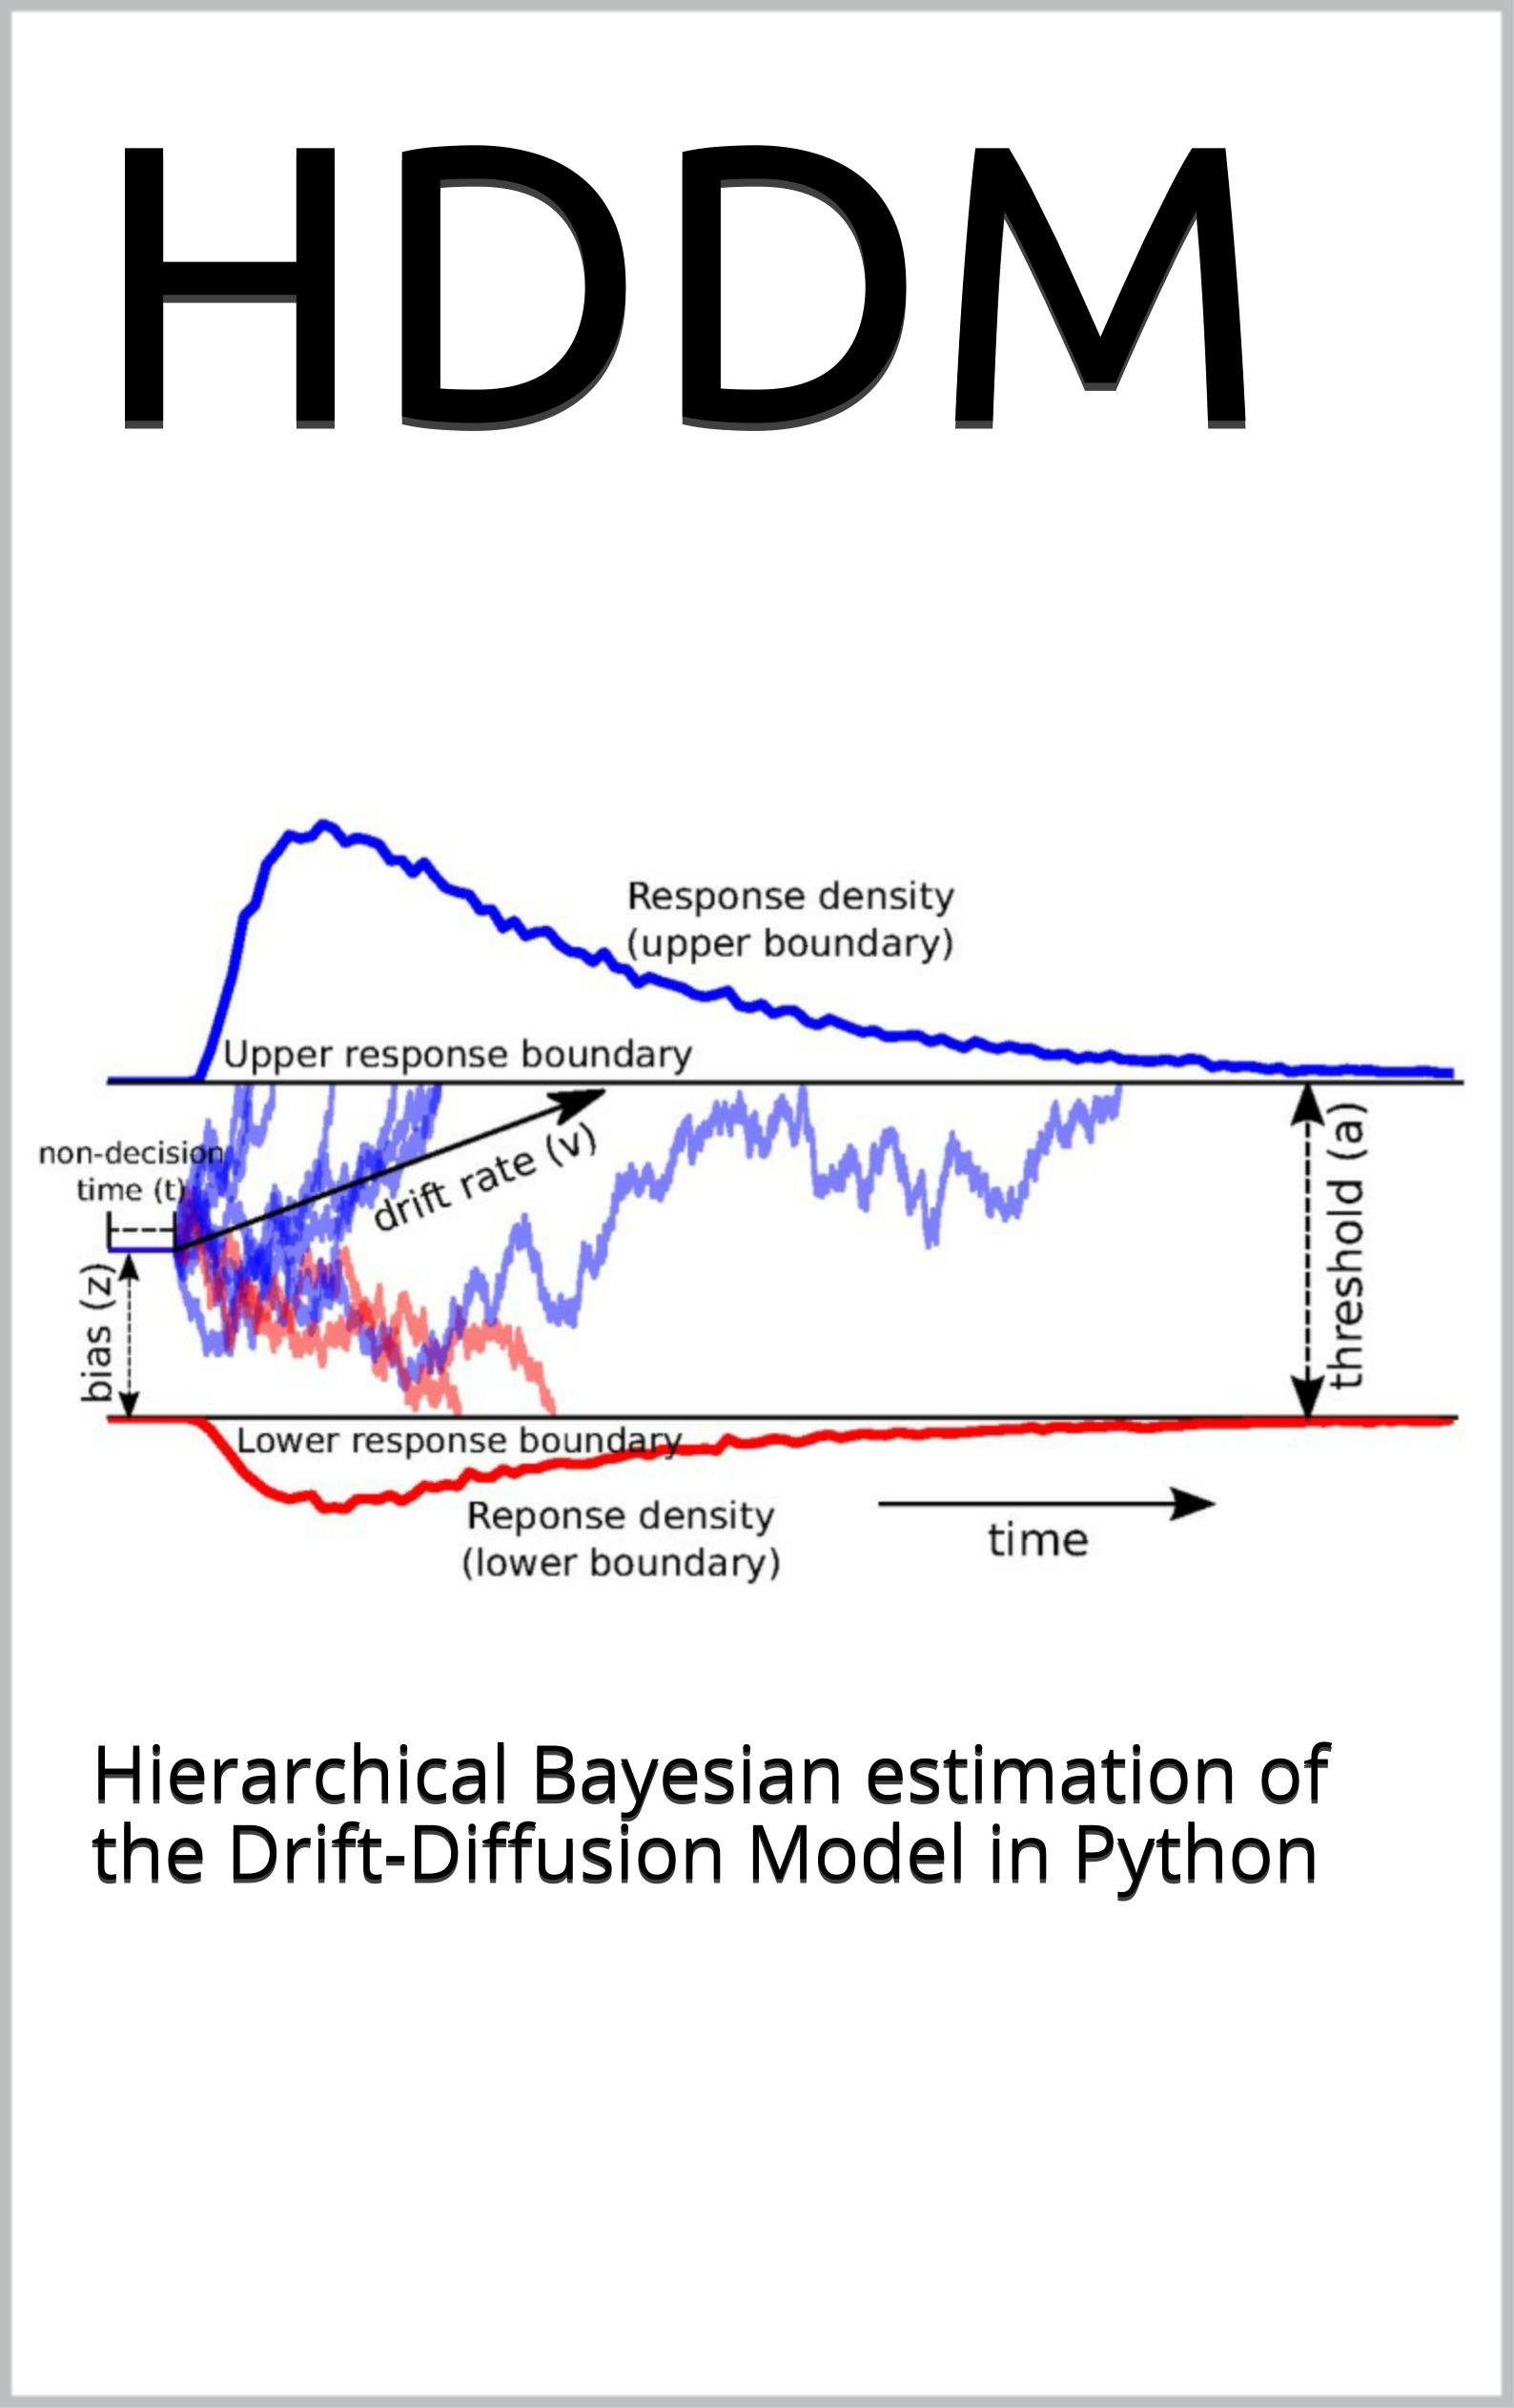 HDDM
Response density
(upper boundary)
Upper response boundary
non-decision
time (t)
drift rate (v)
bias (z)
threshold (a)
Lower response boundary
Reponse density
(lower boundary)
time
Hierarchical Bayesian estimation of
the Drift-Diffusion Model in Python